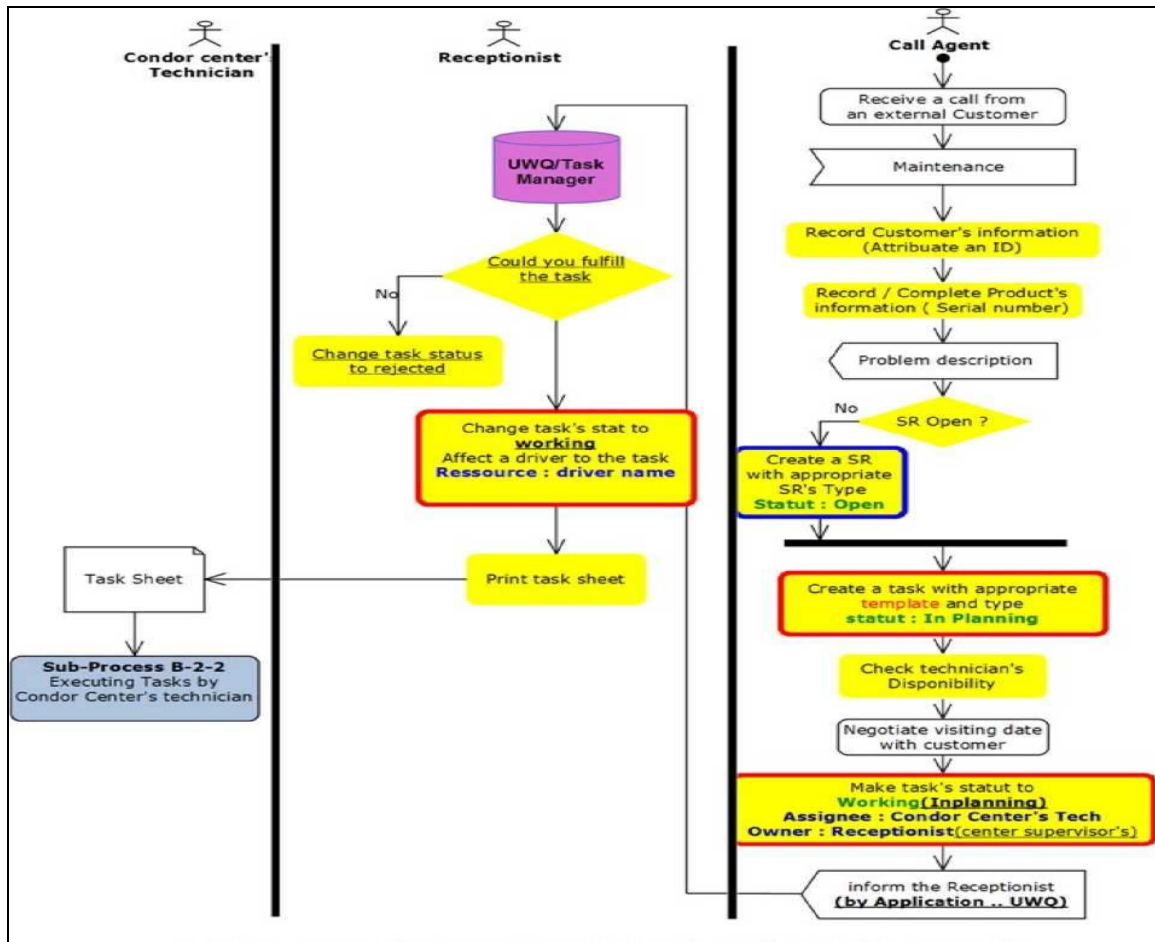 Condor center's
Technician
Receptionist
Call Agent
Receive a call from
an external Customer
Maintenance
Record Customer's information
(Attribuate an ID)
Record / Complete Product's
information ( Serial number)
Problem description
SR Open ?
No
Create a SR
with appropriate
SR's Type
Statut : Open
Create a task with appropriate
template and type
statut : In Planning
Check technician's
Disponibility
Negotiate visiting date
with customer
Make task's statut to
Working(Inplanning)
Assignee : Condor Center's Tech
Owner : Receptionist(center supervisor's)
inform the Receptionist
(by Application .. UWQ)
UWQ/Task
Manager
Could you fulfill
the task
No
Change task status
to rejected
Change task's stat to
working
Affect a driver to the task
Ressource : driver name
Print task sheet
Task Sheet
Sub-Process B-2-2
Executing Tasks by
Condor Center's technician